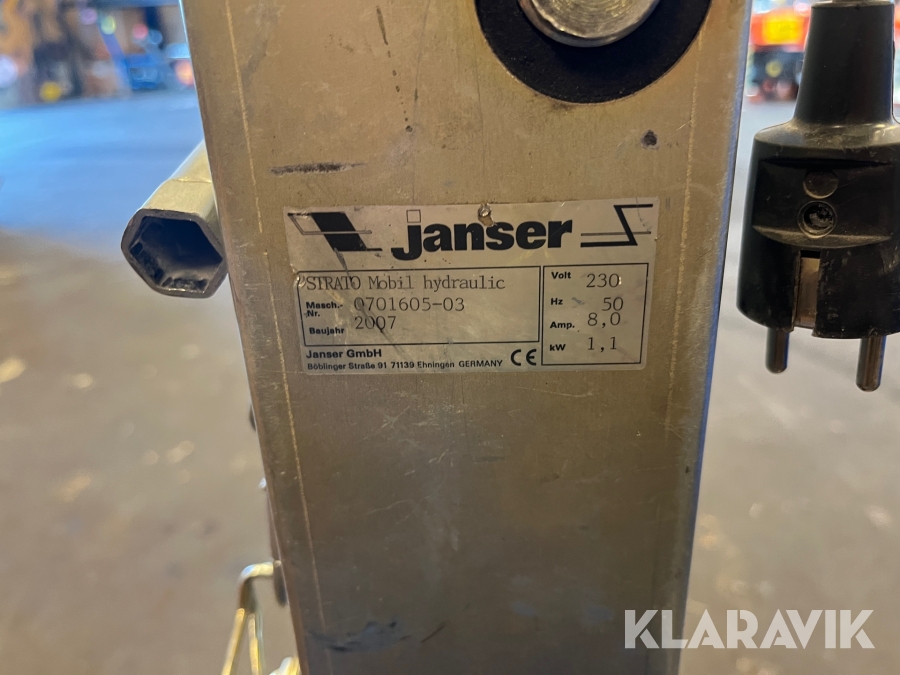 janser
STRATO Mobil hydraulic
Masch.-Nr. 0701605-03
Baujahr 2007
Volt 230
Hz 50
Amp. 8,0
kW 1,1
Janser GmbH
Böblinger Straße 91 71139 Ehningen GERMANY CE
KLARAVIK